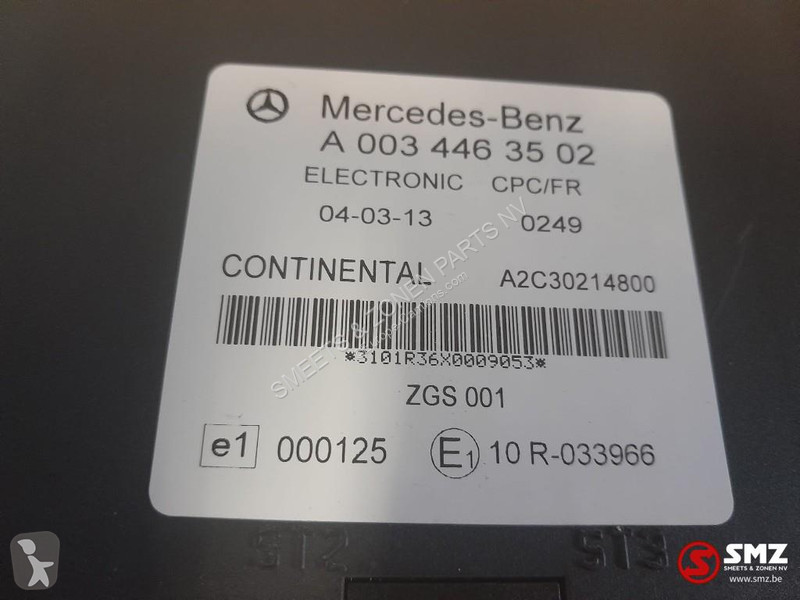 Mercedes-Benz
A 003 446 35 02
ELECTRONIC CPC/FR
04-03-13 0249
CONTINENTAL A2C30214800
*3101R36X0009053*
ZGS 001
e1 000125 E1 10 R-033966
ST2 ST3
SMEETS & ZONEN PARTS NV
SMZ
SMEETS & ZONEN NV
www.smz.be